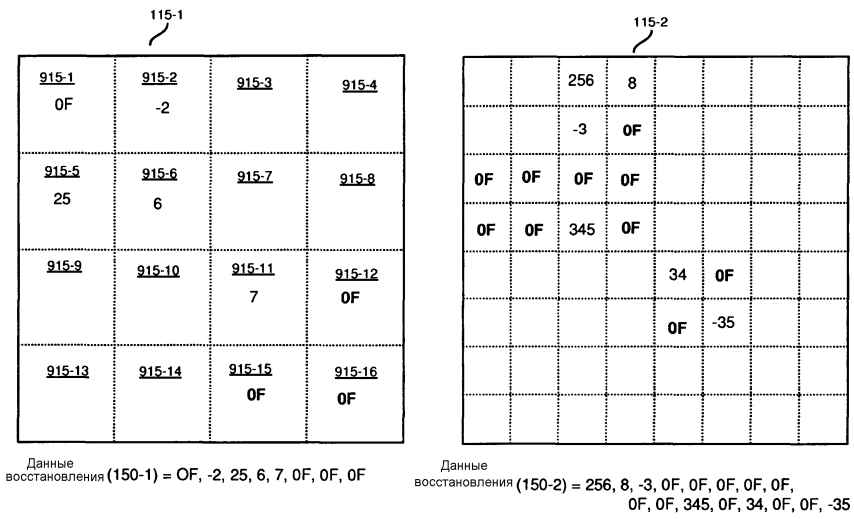 115-1
115-2
915-1 915-2 915-3 915-4
0F -2
915-5 915-6 915-7 915-8
25 6
915-9 915-10 915-11 915-12
7 0F
915-13 915-14 915-15 915-16
0F 0F
256 8
-3 0F
0F 0F 0F 0F
0F 0F 345 0F
34 0F
0F -35
Данные
восстановления (150-1) = OF, -2, 25, 6, 7, 0F, 0F, 0F
Данные
восстановления (150-2) = 256, 8, -3, 0F, 0F, 0F, 0F, 0F,
0F, 0F, 345, 0F, 34, 0F, 0F, -35